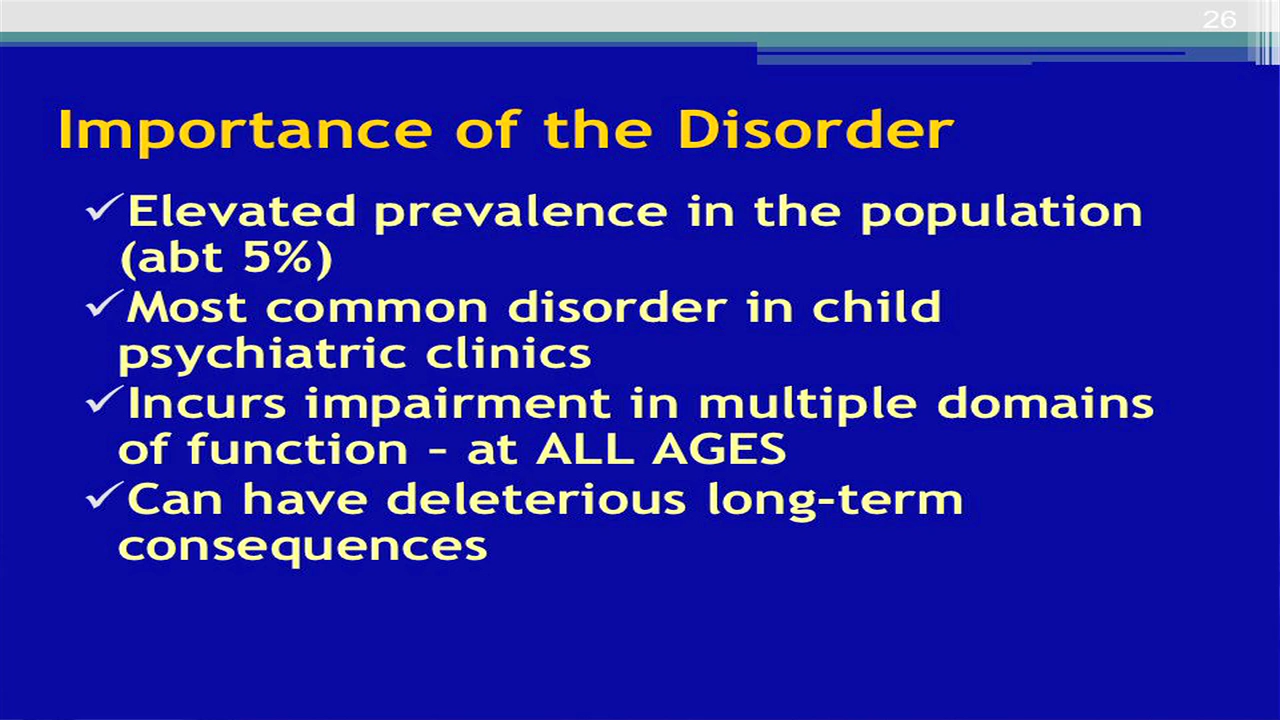 26
Importance of the Disorder
✓Elevated prevalence in the population
(abt 5%)
✓Most common disorder in child
psychiatric clinics
✓Incurs impairment in multiple domains
of function – at ALL AGES
✓Can have deleterious long-term
consequences